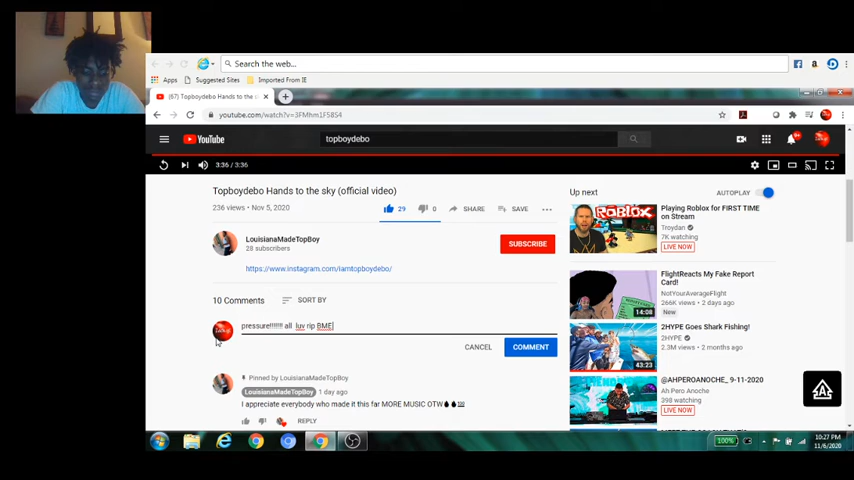 Search the web...
Apps
Suggested Sites
Imported From IE
(67) Topboydebo Hands to the s
youtube.com/watch?v=3FMhm1F58S4
YouTube
topboydebo
9+
3:36 / 3:36
Topboydebo Hands to the sky (official video)
236 views • Nov 5, 2020
29
0
SHARE
SAVE
LouisianaMadeTopBoy
28 subscribers
SUBSCRIBE
https://www.instagram.com/iamtopboydebo/
10 Comments
SORT BY
pressure!!!!!!! all luv rip BME
CANCEL
COMMENT
Pinned by LouisianaMadeTopBoy
LouisianaMadeTopBoy 1 day ago
I appreciate everybody who made it this far MORE MUSIC OTW💧💧💯
REPLY
Up next
AUTOPLAY
ROBLOX
Playing Roblox for FIRST TIME
on Stream
Troydan
7K watching
LIVE NOW
FlightReacts My Fake Report
Card!
NotYourAverageFlight
266K views • 2 days ago
New
14:08
2HYPE Goes Shark Fishing!
2HYPE
2.3M views • 2 months ago
43:23
@AHPEROANOCHE_ 9-11-2020
Ah Pero Anoche
398 watching
LIVE NOW
100%
10:27 PM
11/6/2020